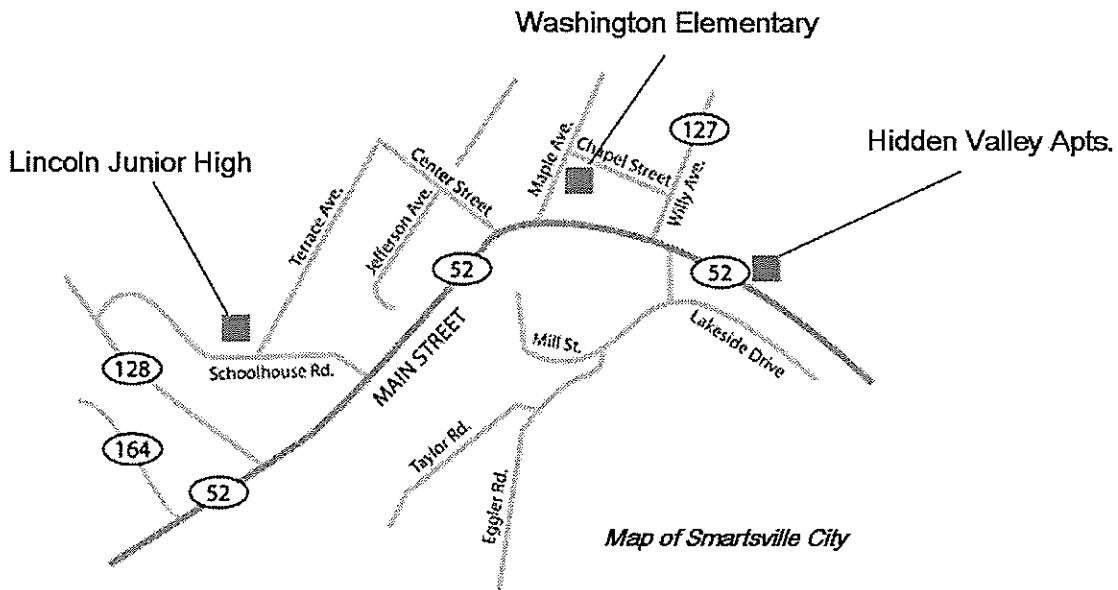 Washington Elementary
Lincoln Junior High
Hidden Valley Apts.
127
Maple Ave.
Chapel Street
Willy Ave.
Center Street
Terrace Ave.
Jefferson Ave.
52
52
MAIN STREET
Mill St.
Lakeside Drive
128
Schoolhouse Rd.
164
Taylor Rd.
52
Eggler Rd.
Map of Smartsville City